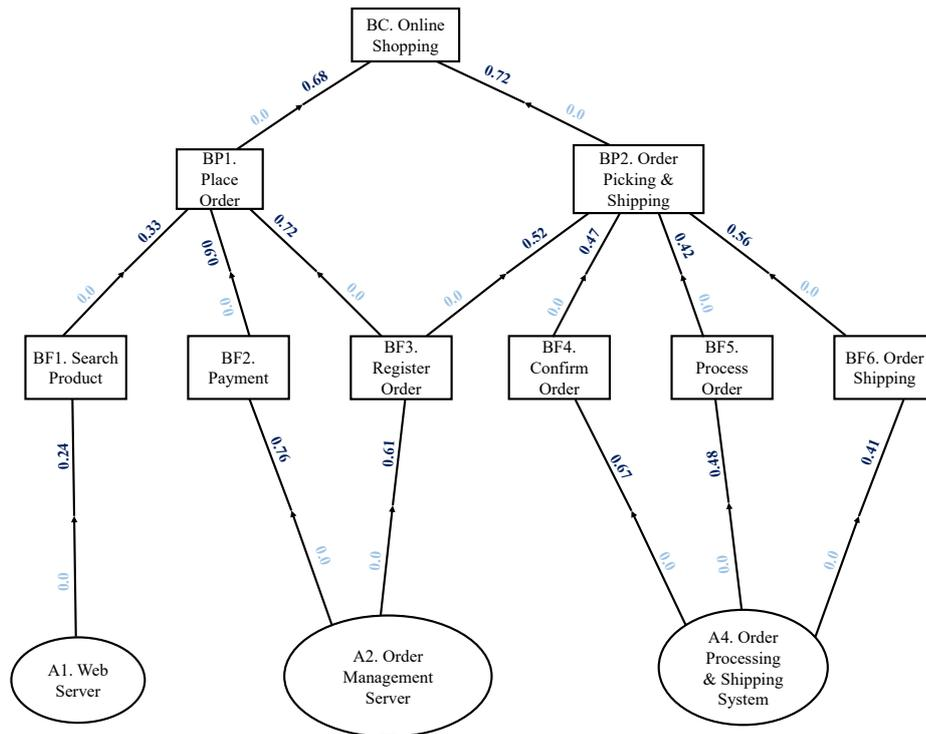 BC. Online
Shopping
0.68
0.72
0.0
0.0
BP1.
Place
Order
BP2. Order
Picking &
Shipping
0.33
0.90
0.72
0.52
0.47
0.42
0.56
0.0
0.0
0.0
0.0
0.0
0.0
0.0
BF1. Search
Product
BF2.
Payment
BF3.
Register
Order
BF4.
Confirm
Order
BF5.
Process
Order
BF6. Order
Shipping
0.24
0.76
0.61
0.67
0.48
0.41
0.0
0.0
0.0
0.0
0.0
0.0
A1. Web
Server
A2. Order
Management
Server
A4. Order
Processing
& Shipping
System